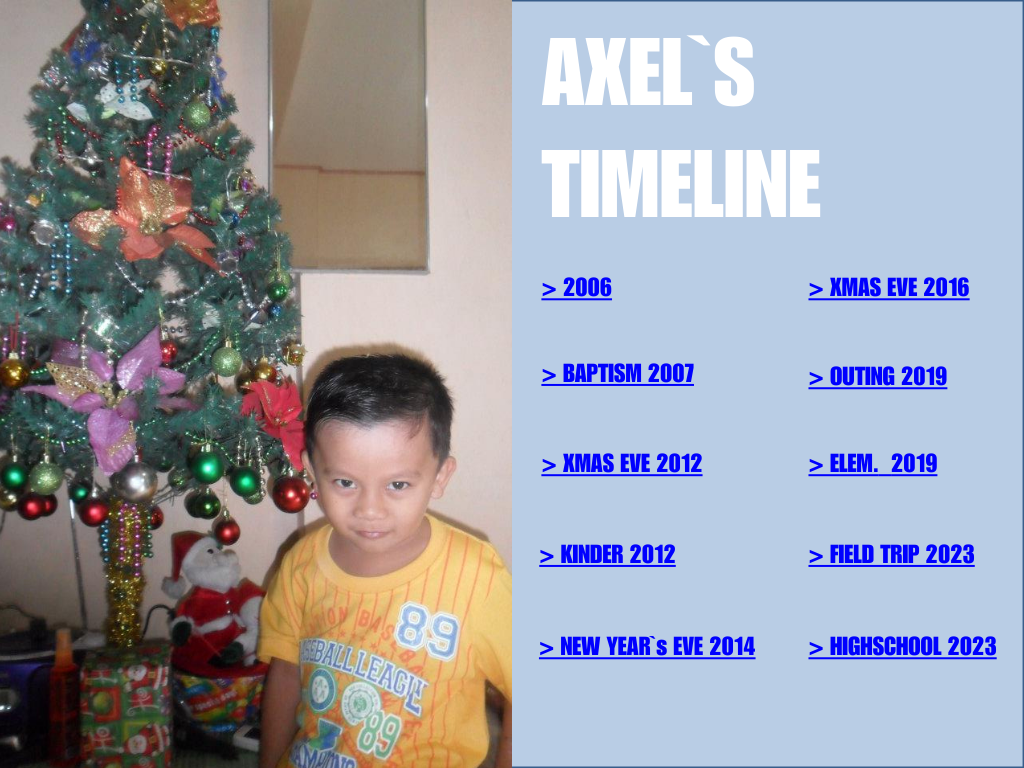 AXEL`S
TIMELINE
> 2006
> BAPTISM 2007
> XMAS EVE 2012
> KINDER 2012
> NEW YEAR`s EVE 2014
> XMAS EVE 2016
> OUTING 2019
> ELEM.  2019
> FIELD TRIP 2023
> HIGHSCHOOL 2023
89
BASEBALL LEAGUE
89